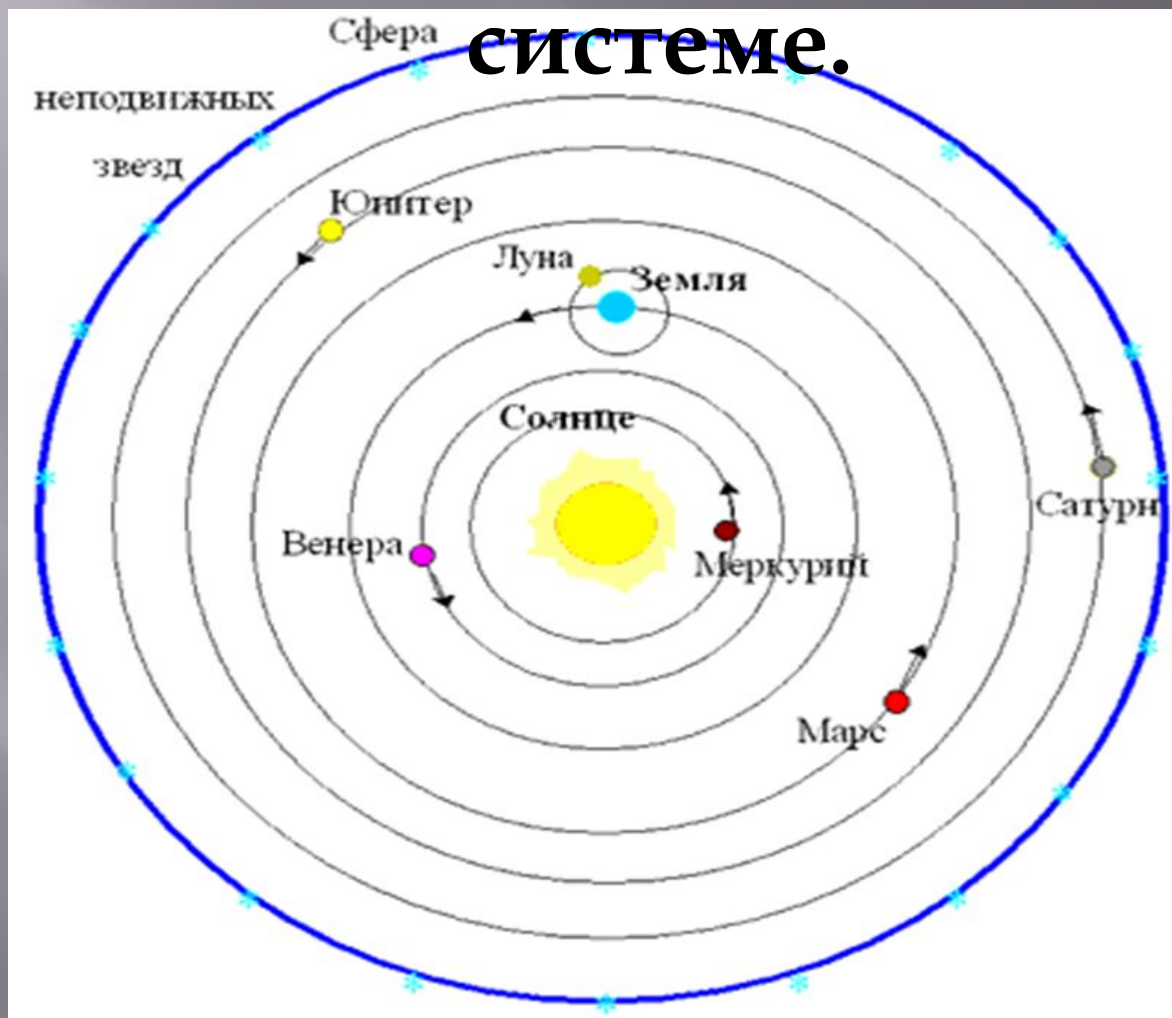 системе.
Сфера
неподвижных
звезд
Юпитер
Луна
Земля
Солнце
Сатурн
Венера
Меркурий
Марс